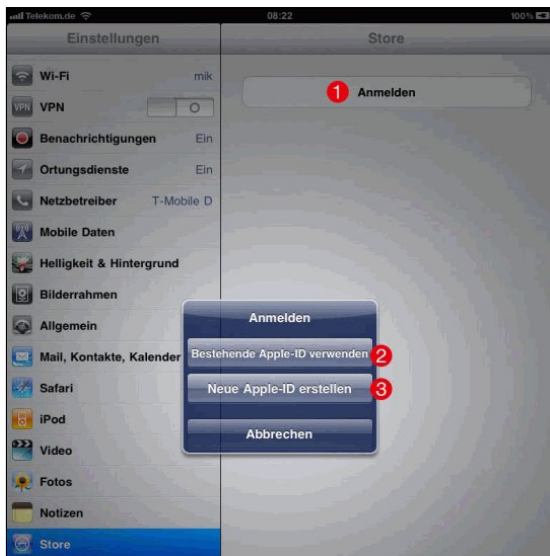 Telekom.de 08:22 100%
Einstellungen
Store
Wi-Fi mik
VPN
1 Anmelden
Benachrichtigungen Ein
Ortungsdienste Ein
Netzbetreiber T-Mobile D
Mobile Daten
Helligkeit & Hintergrund
Bilderrahmen
Allgemein
Mail, Kontakte, Kalender
Safari
iPod
Video
Fotos
Notizen
Store
Anmelden
Bestehende Apple-ID verwenden 2
Neue Apple-ID erstellen 3
Abbrechen